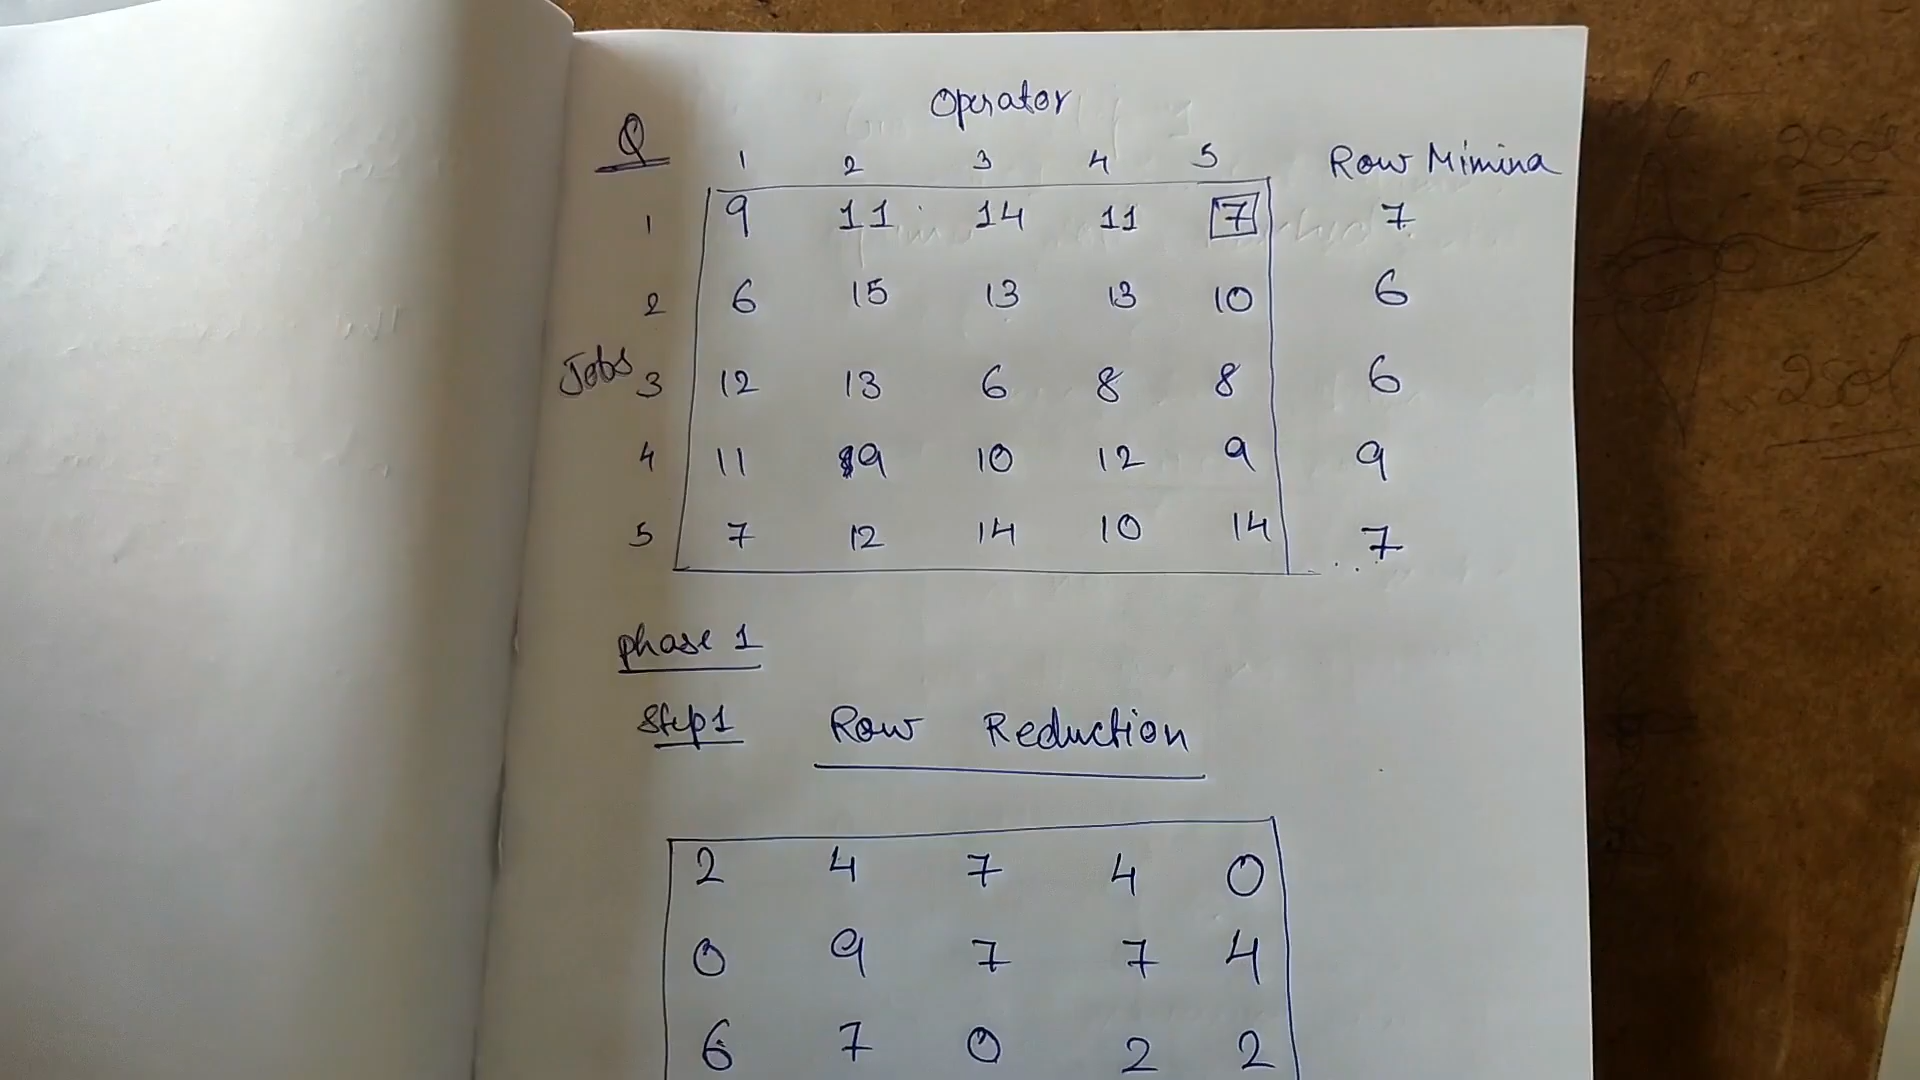 Operator
Q 1 2 3 4 5 Row Mimina
1 9 11 14 11 7 7
2 6 15 13 13 10 6
Jobs 3 12 13 6 8 8 6
4 11 9 10 12 9 9
5 7 12 14 10 14 7
phase 1
Step1 Row Reduction
2 4 7 4 0
0 9 7 7 4
6 7 0 2 2